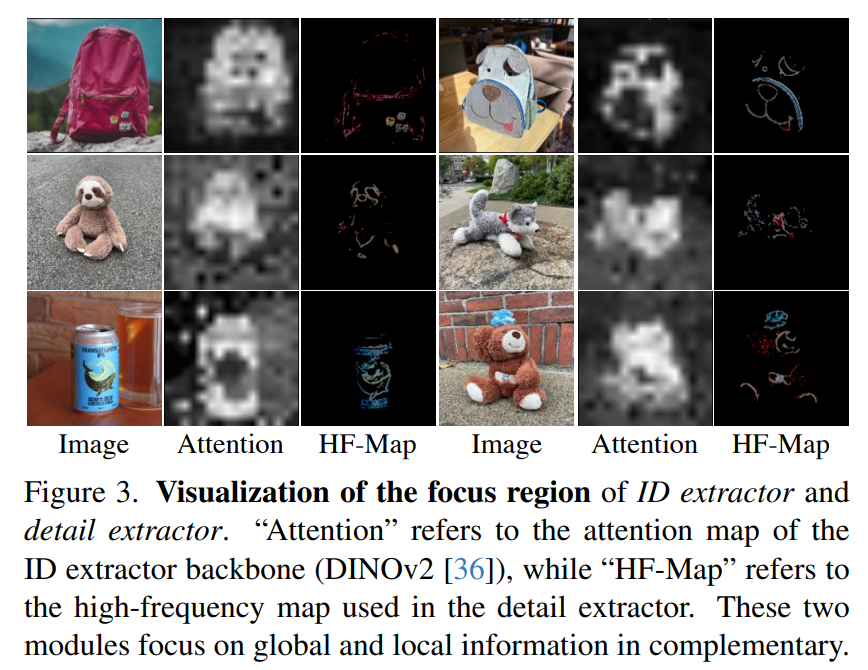 TRANSATLANTIC
IPA
Image Attention HF-Map Image Attention HF-Map
Figure 3. Visualization of the focus region of ID extractor and
detail extractor. “Attention” refers to the attention map of the
ID extractor backbone (DINOv2 [36]), while “HF-Map” refers to
the high-frequency map used in the detail extractor. These two
modules focus on global and local information in complementary.